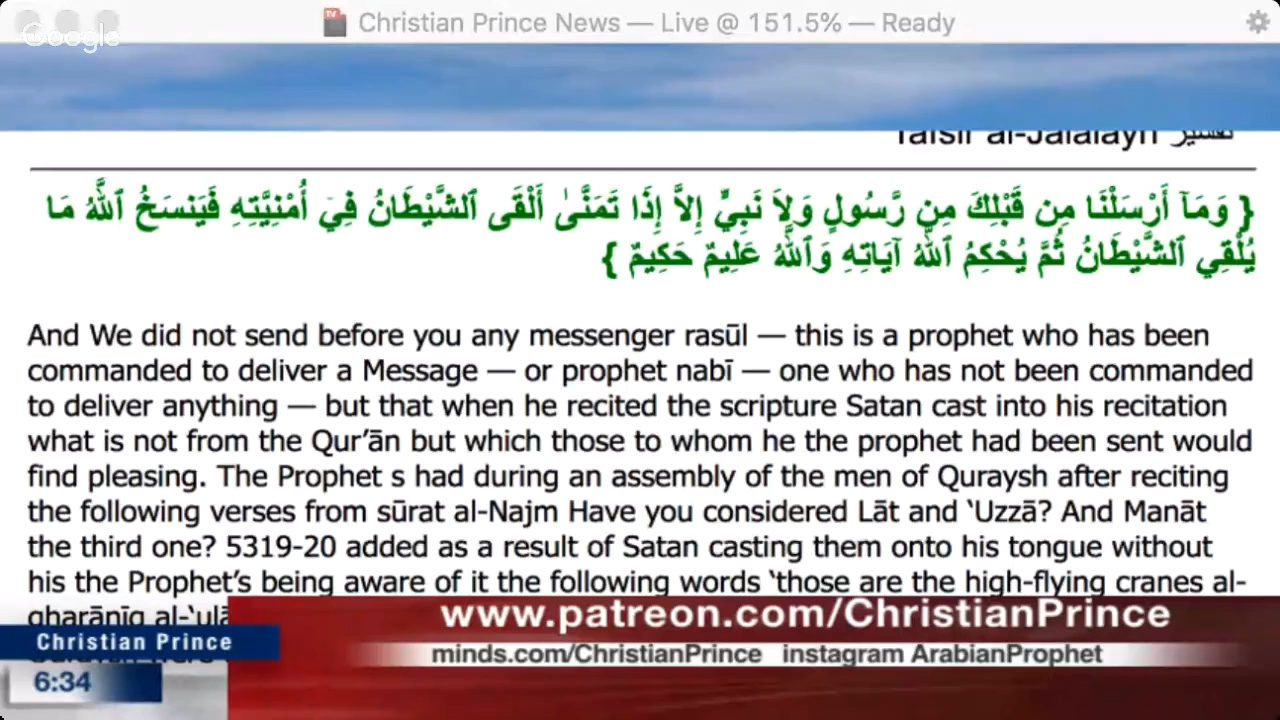 Christian Prince News — Live @ 151.5% — Ready
Google
Tafsir al-Jalalayn تفسير
{ وَمَآ أَرْسَلْنَا مِن قَبْلِكَ مِن رَّسُولٍ وَلاَ نَبِيٍّ إِلاَّ إِذَا تَمَنَّىٰ أَلْقَى ٱلشَّيْطَانُ فِيۤ أُمْنِيَّتِهِ فَيَنسَخُ ٱللَّهُ مَا
يُلْقِي ٱلشَّيْطَانُ ثُمَّ يُحْكِمُ ٱللَّهُ آيَاتِهِ وَٱللَّهُ عَلِيمٌ حَكِيمٌ }
And We did not send before you any messenger rasūl — this is a prophet who has been
commanded to deliver a Message — or prophet nabī — one who has not been commanded
to deliver anything — but that when he recited the scripture Satan cast into his recitation
what is not from the Qur’ān but which those to whom he the prophet had been sent would
find pleasing. The Prophet s had during an assembly of the men of Quraysh after reciting
the following verses from sūrat al-Najm Have you considered Lāt and ‘Uzzā? And Manāt
the third one? 5319-20 added as a result of Satan casting them onto his tongue without
his the Prophet’s being aware of it the following words ‘those are the high-flying cranes al-
gharānīq al-‘ulā
www.patreon.com/ChristianPrince
Christian Prince
minds.com/ChristianPrince instagram ArabianProphet
6:34